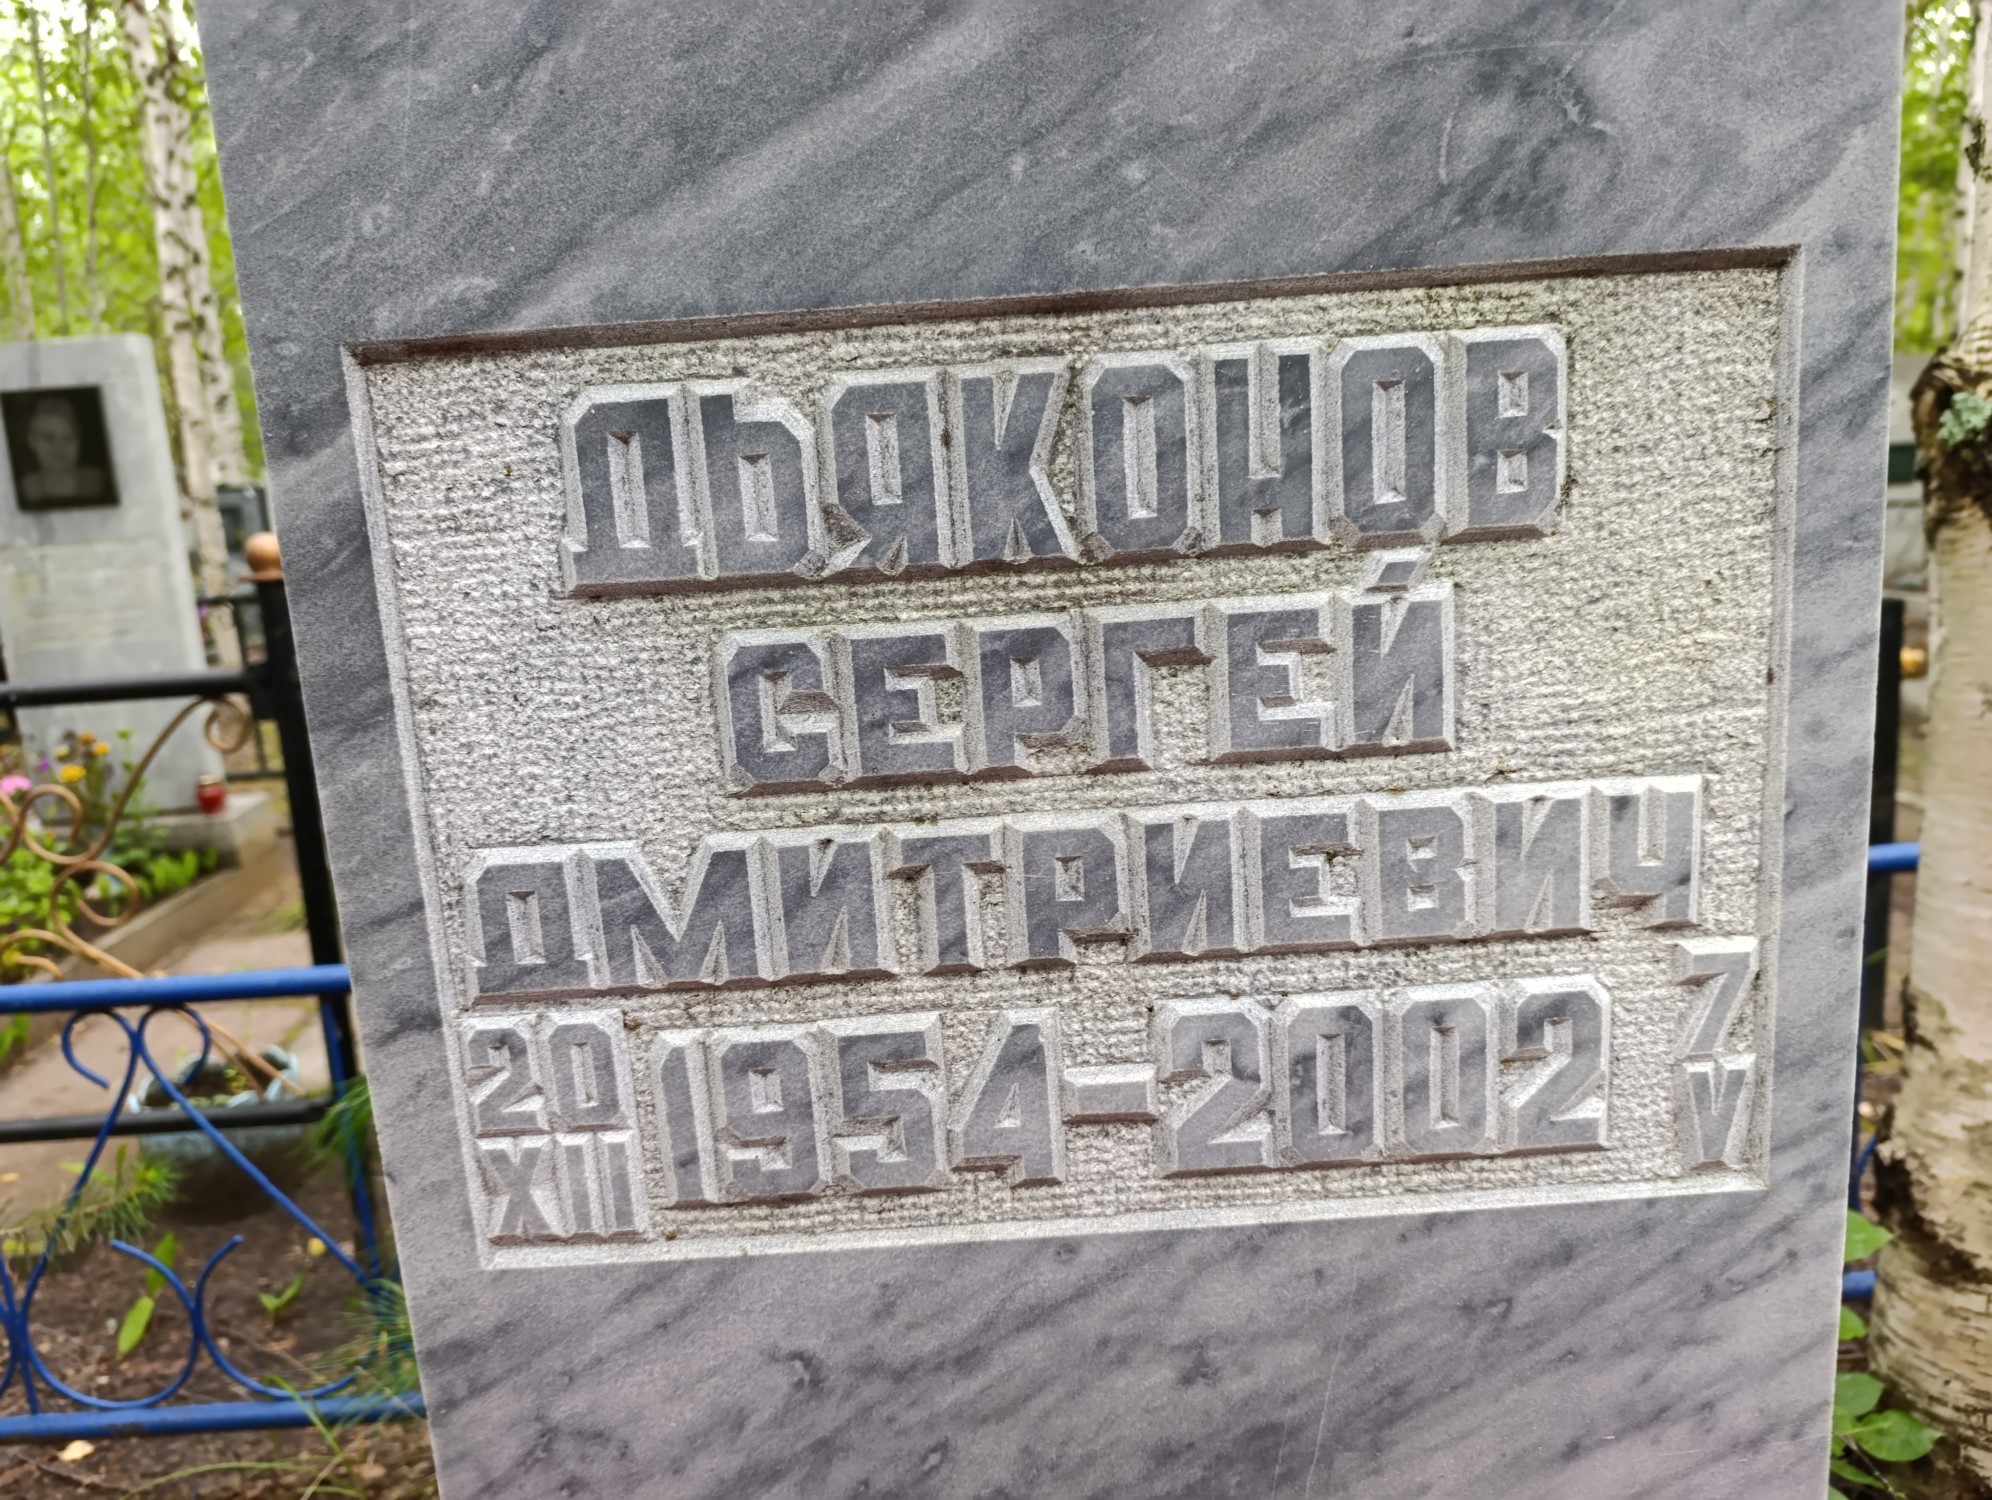 ДЬЯКОНОВ
СЕРГЕЙ
ДМИТРИЕВИЧ
20 XII 1954-2002 7 V